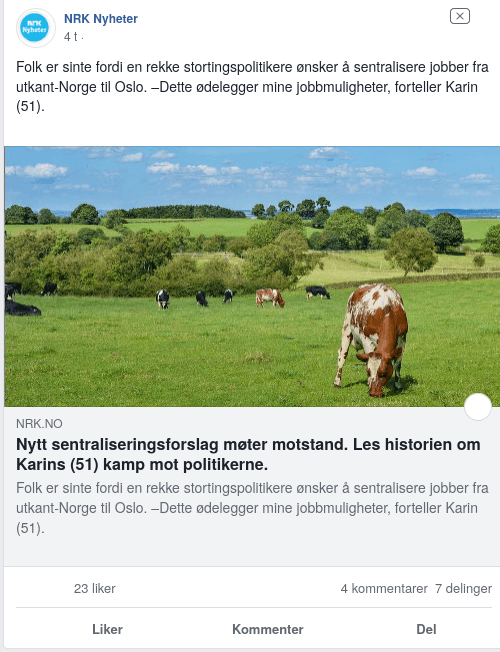 NRK
Nyheter
NRK Nyheter
4 t ·
Folk er sinte fordi en rekke stortingspolitikere ønsker å sentralisere jobber fra
utkant-Norge til Oslo. –Dette ødelegger mine jobbmuligheter, forteller Karin
(51).
NRK.NO
Nytt sentraliseringsforslag møter motstand. Les historien om
Karins (51) kamp mot politikerne.
Folk er sinte fordi en rekke stortingspolitikere ønsker å sentralisere jobber fra
utkant-Norge til Oslo. –Dette ødelegger mine jobbmuligheter, forteller Karin
(51).
23 liker 4 kommentarer 7 delinger
Liker Kommenter Del